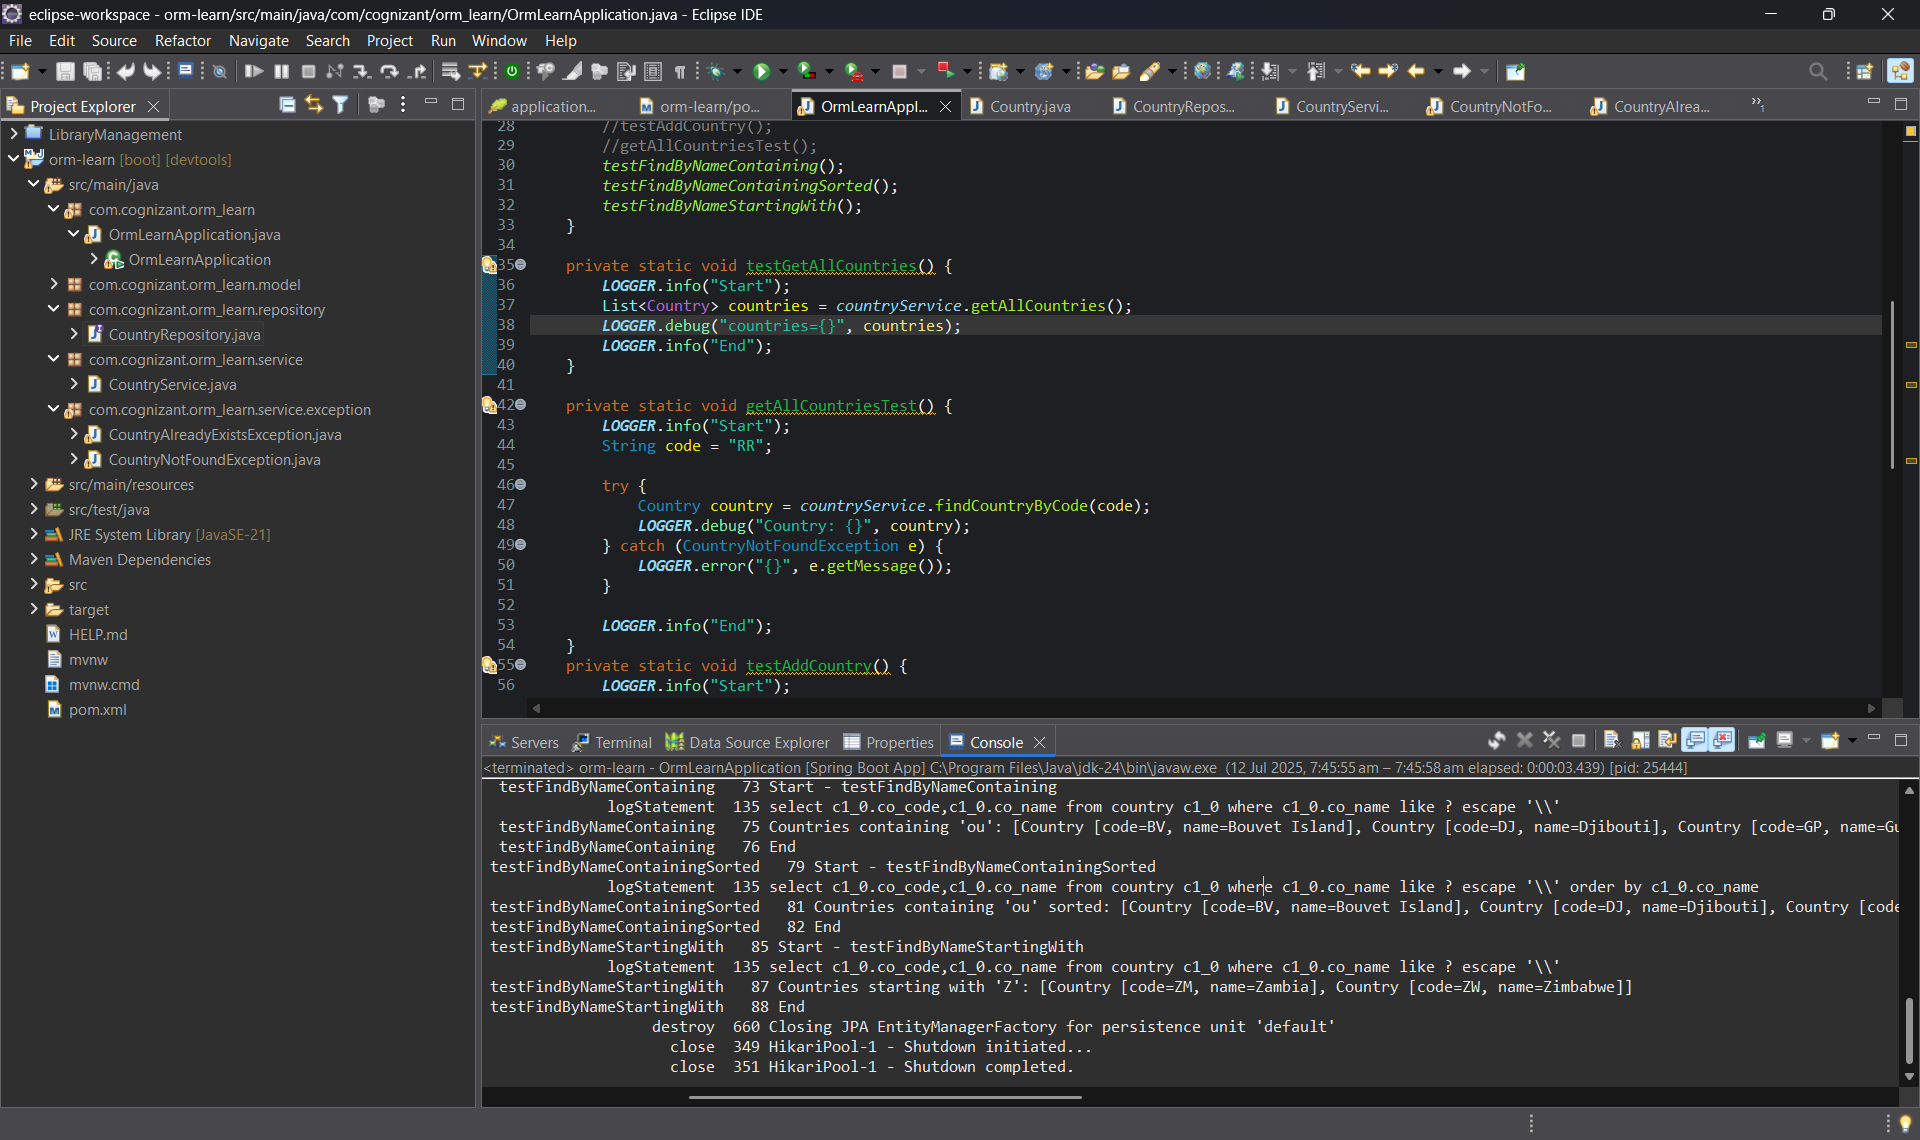 eclipse-workspace - orm-learn/src/main/java/com/cognizant/orm_learn/OrmLearnApplication.java - Eclipse IDE
File Edit Source Refactor Navigate Search Project Run Window Help
Project Explorer
LibraryManagement
orm-learn [boot] [devtools]
src/main/java
com.cognizant.orm_learn
OrmLearnApplication.java
OrmLearnApplication
com.cognizant.orm_learn.model
com.cognizant.orm_learn.repository
CountryRepository.java
com.cognizant.orm_learn.service
CountryService.java
com.cognizant.orm_learn.service.exception
CountryAlreadyExistsException.java
CountryNotFoundException.java
src/main/resources
src/test/java
JRE System Library [JavaSE-21]
Maven Dependencies
src
target
HELP.md
mvnw
mvnw.cmd
pom.xml
application... orm-learn/po... OrmLearnAppl... Country.java CountryRepos... CountryServi... CountryNotFo... CountryAlrea... »1
28 //testAddCountry();
29 //getAllCountriesTest();
30 testFindByNameContaining();
31 testFindByNameContainingSorted();
32 testFindByNameStartingWith();
33 }
34
35 private static void testGetAllCountries() {
36 LOGGER.info("Start");
37 List<Country> countries = countryService.getAllCountries();
38 LOGGER.debug("countries={}", countries);
39 LOGGER.info("End");
40 }
41
42 private static void getAllCountriesTest() {
43 LOGGER.info("Start");
44 String code = "RR";
45
46 try {
47 Country country = countryService.findCountryByCode(code);
48 LOGGER.debug("Country: {}", country);
49 } catch (CountryNotFoundException e) {
50 LOGGER.error("{}", e.getMessage());
51 }
52
53 LOGGER.info("End");
54 }
55 private static void testAddCountry() {
56 LOGGER.info("Start");
Servers Terminal Data Source Explorer Properties Console
<terminated> orm-learn - OrmLearnApplication [Spring Boot App] C:\Program Files\Java\jdk-24\bin\javaw.exe (12 Jul 2025, 7:45:55 am – 7:45:58 am elapsed: 0:00:03.439) [pid: 25444]
testFindByNameContaining 73 Start - testFindByNameContaining
logStatement 135 select c1_0.co_code,c1_0.co_name from country c1_0 where c1_0.co_name like ? escape '\\'
testFindByNameContaining 75 Countries containing 'ou': [Country [code=BV, name=Bouvet Island], Country [code=DJ, name=Djibouti], Country [code=GP, name=Gu
testFindByNameContaining 76 End
testFindByNameContainingSorted 79 Start - testFindByNameContainingSorted
logStatement 135 select c1_0.co_code,c1_0.co_name from country c1_0 where c1_0.co_name like ? escape '\\' order by c1_0.co_name
testFindByNameContainingSorted 81 Countries containing 'ou' sorted: [Country [code=BV, name=Bouvet Island], Country [code=DJ, name=Djibouti], Country [code
testFindByNameContainingSorted 82 End
testFindByNameStartingWith 85 Start - testFindByNameStartingWith
logStatement 135 select c1_0.co_code,c1_0.co_name from country c1_0 where c1_0.co_name like ? escape '\\'
testFindByNameStartingWith 87 Countries starting with 'Z': [Country [code=ZM, name=Zambia], Country [code=ZW, name=Zimbabwe]]
testFindByNameStartingWith 88 End
destroy 660 Closing JPA EntityManagerFactory for persistence unit 'default'
close 349 HikariPool-1 - Shutdown initiated...
close 351 HikariPool-1 - Shutdown completed.